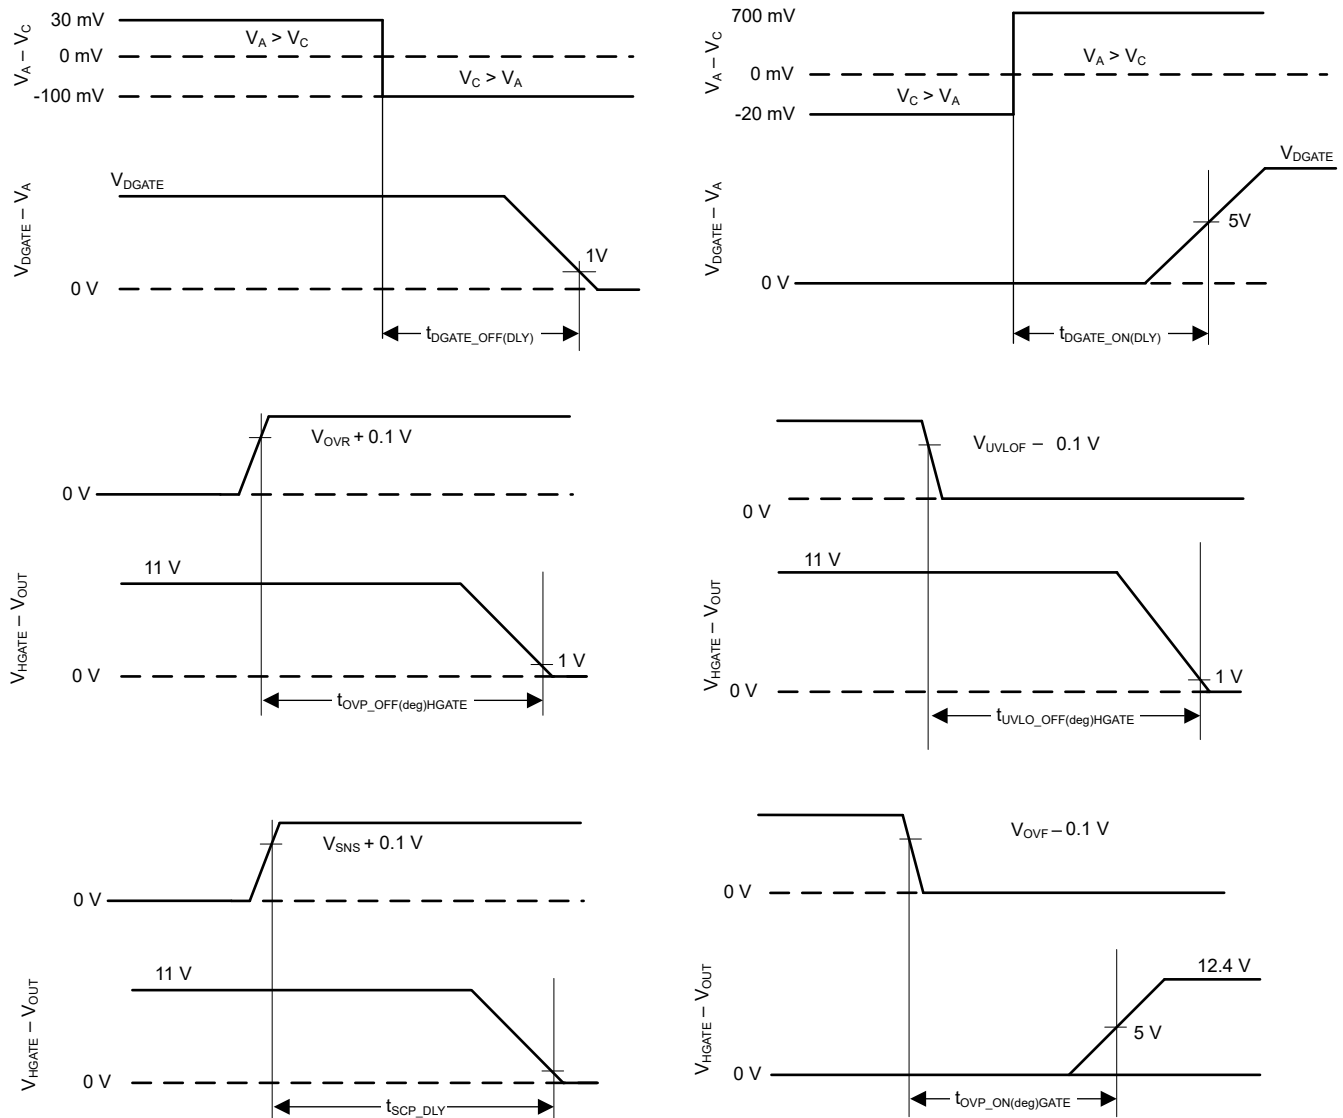 30 mV
V_A – V_C
V_A > V_C
0 mV
V_C > V_A
-100 mV
V_DGATE
V_DGATE – V_A
1V
0 V
t_DGATE_OFF(DLY)
700 mV
V_A – V_C
V_A > V_C
0 mV
V_C > V_A
-20 mV
V_DGATE
V_DGATE – V_A
5V
0 V
t_DGATE_ON(DLY)
V_OVR + 0.1 V
0 V
11 V
V_HGATE – V_OUT
1 V
0 V
t_OVP_OFF(deg)HGATE
V_UVLOF – 0.1 V
0 V
11 V
V_HGATE – V_OUT
1 V
0 V
t_UVLO_OFF(deg)HGATE
V_SNS + 0.1 V
0 V
11 V
V_HGATE – V_OUT
0 V
t_SCP_DLY
V_OVF – 0.1 V
0 V
12.4 V
V_HGATE – V_OUT
5 V
0 V
t_OVP_ON(deg)GATE